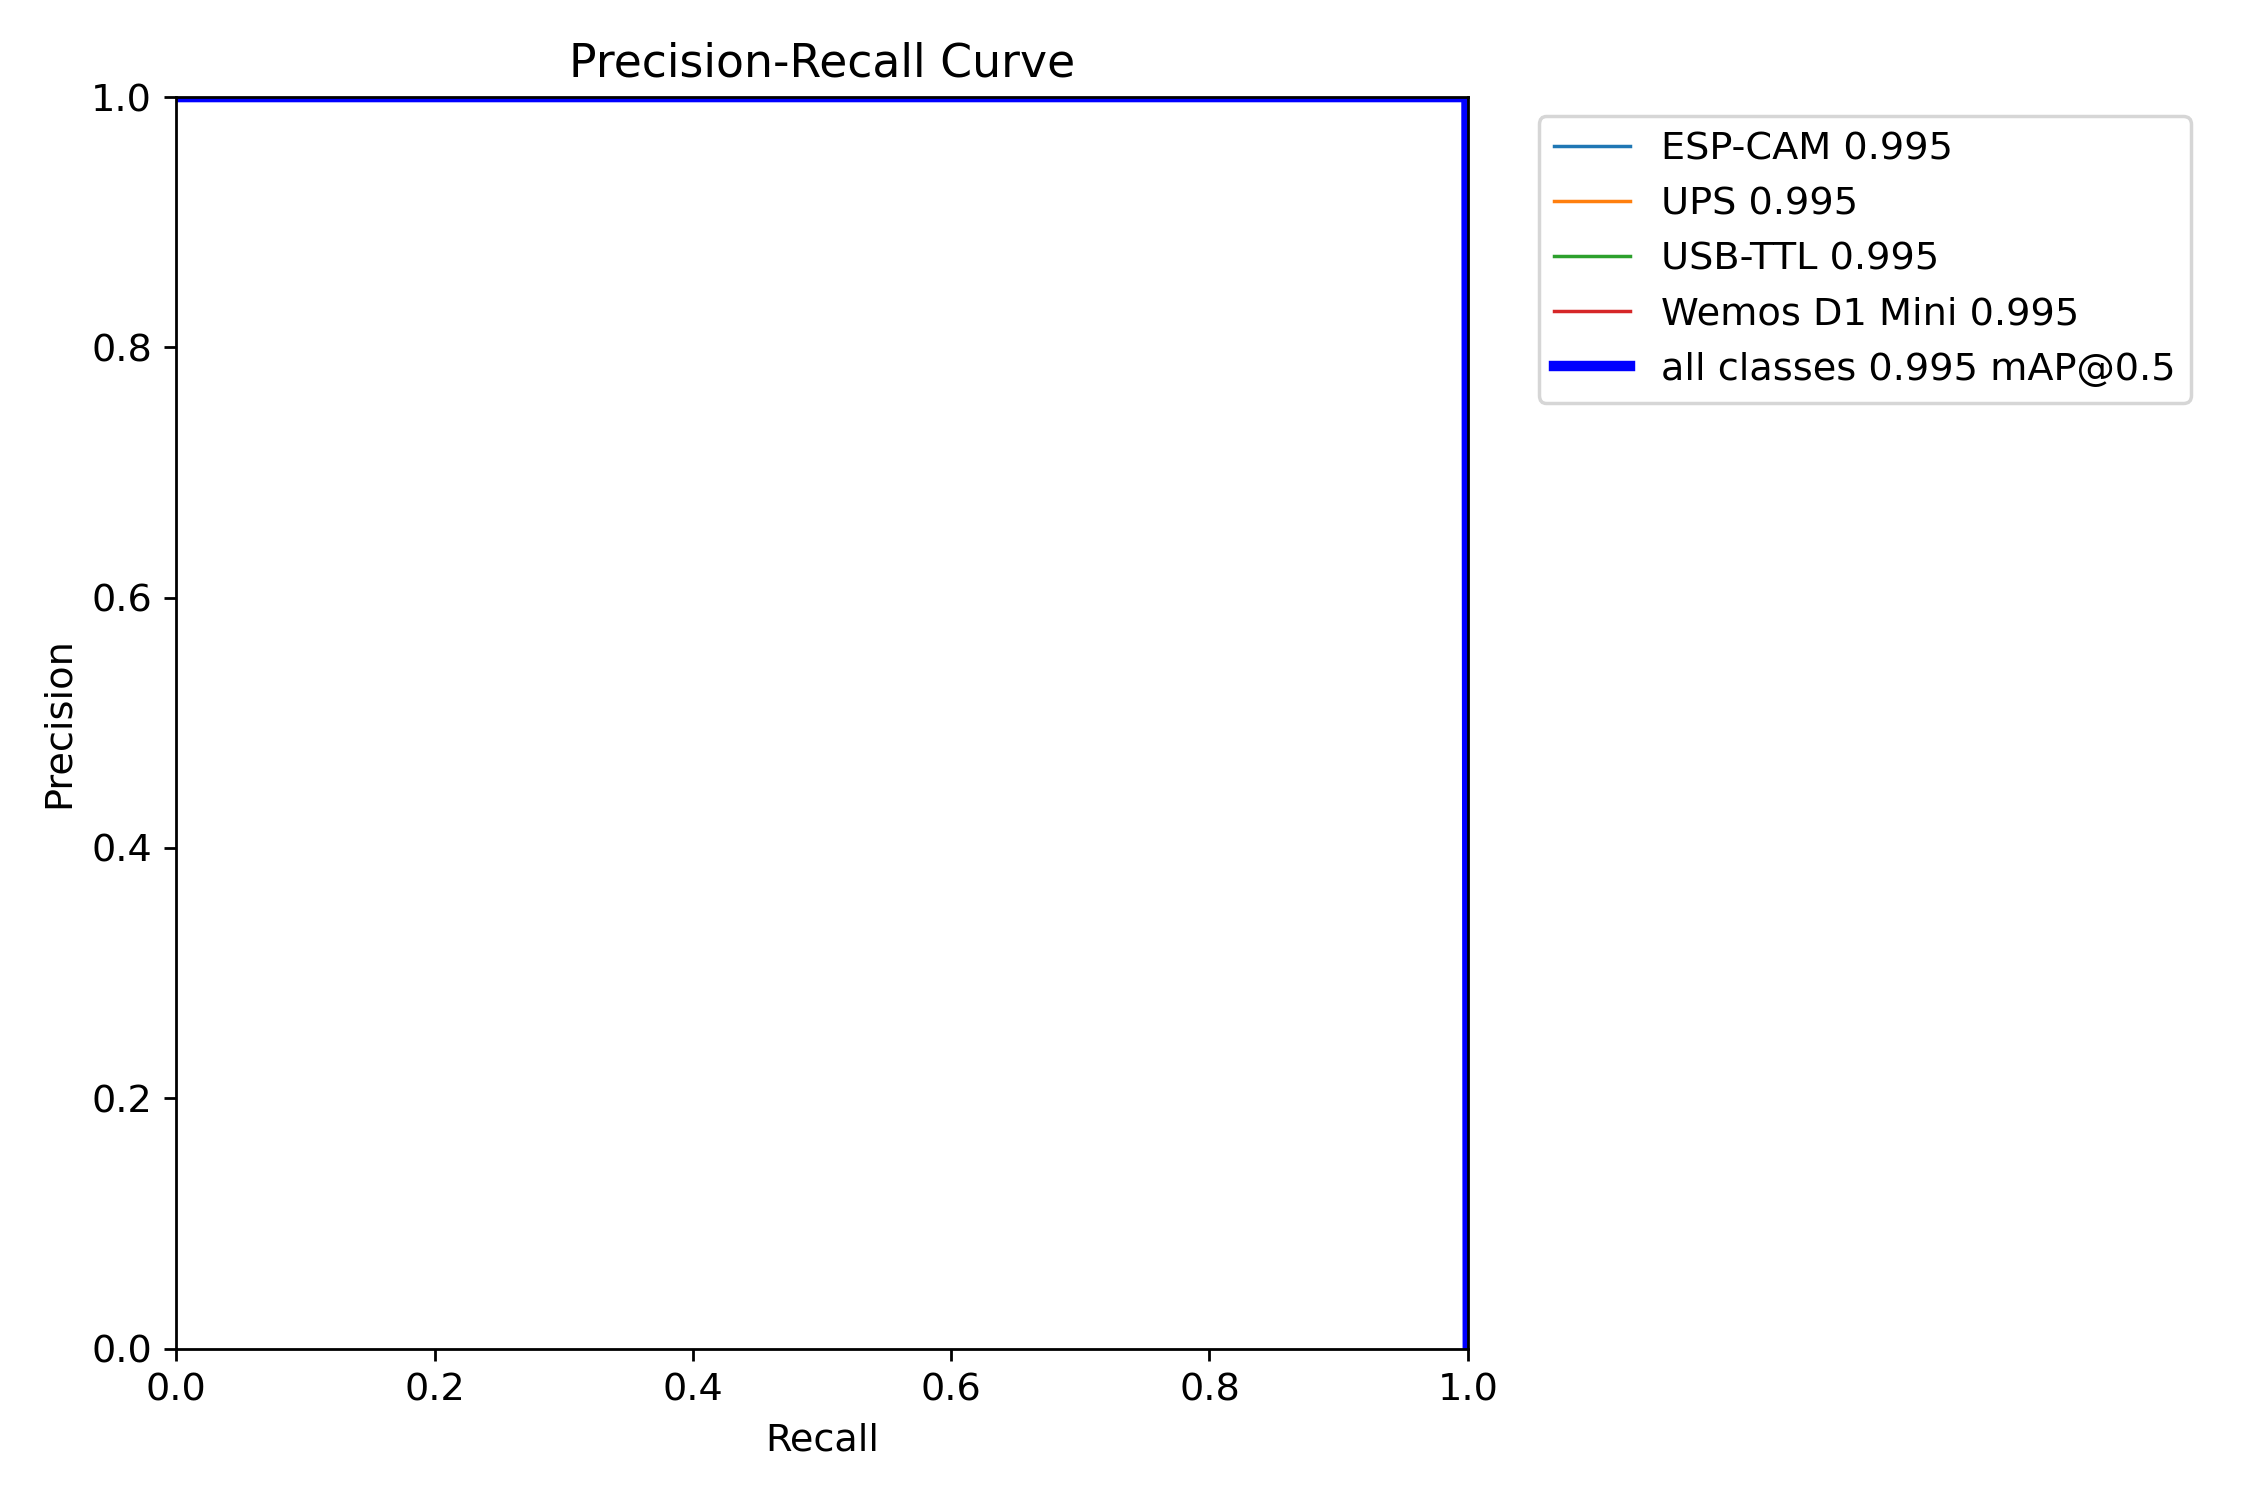 Precision-Recall Curve
1.0
0.8
0.6
0.4
0.2
0.0
Precision
0.0 0.2 0.4 0.6 0.8 1.0
Recall
ESP-CAM 0.995
UPS 0.995
USB-TTL 0.995
Wemos D1 Mini 0.995
all classes 0.995 mAP@0.5